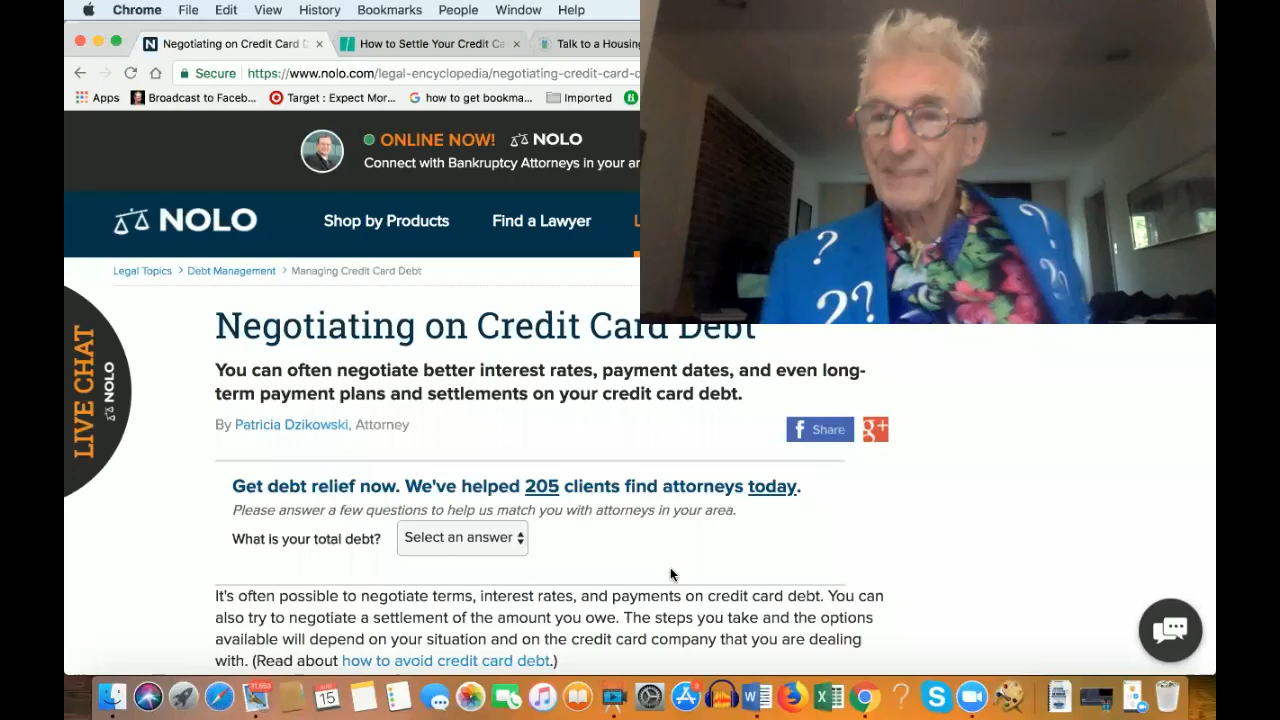 Chrome File Edit View History Bookmarks People Window Help
Negotiating on Credit Card D × How to Settle Your Credit Ca × Talk to a Housing
Secure https://www.nolo.com/legal-encyclopedia/negotiating-credit-card-d
Apps Broadcast to Faceb... Target : Expect Mor... how to get bookma... Imported
ONLINE NOW! NOLO
Connect with Bankruptcy Attorneys in your ar
NOLO Shop by Products Find a Lawyer L
Legal Topics > Debt Management > Managing Credit Card Debt
LIVE CHAT
NOLO
Negotiating on Credit Card Debt
You can often negotiate better interest rates, payment dates, and even long-
term payment plans and settlements on your credit card debt.
By Patricia Dzikowski, Attorney
f Share g+
Get debt relief now. We've helped 205 clients find attorneys today.
Please answer a few questions to help us match you with attorneys in your area.
What is your total debt? Select an answer
It's often possible to negotiate terms, interest rates, and payments on credit card debt. You can
also try to negotiate a settlement of the amount you owe. The steps you take and the options
available will depend on your situation and on the credit card company that you are dealing
with. (Read about how to avoid credit card debt.)
? ? ? ? ? ?
15